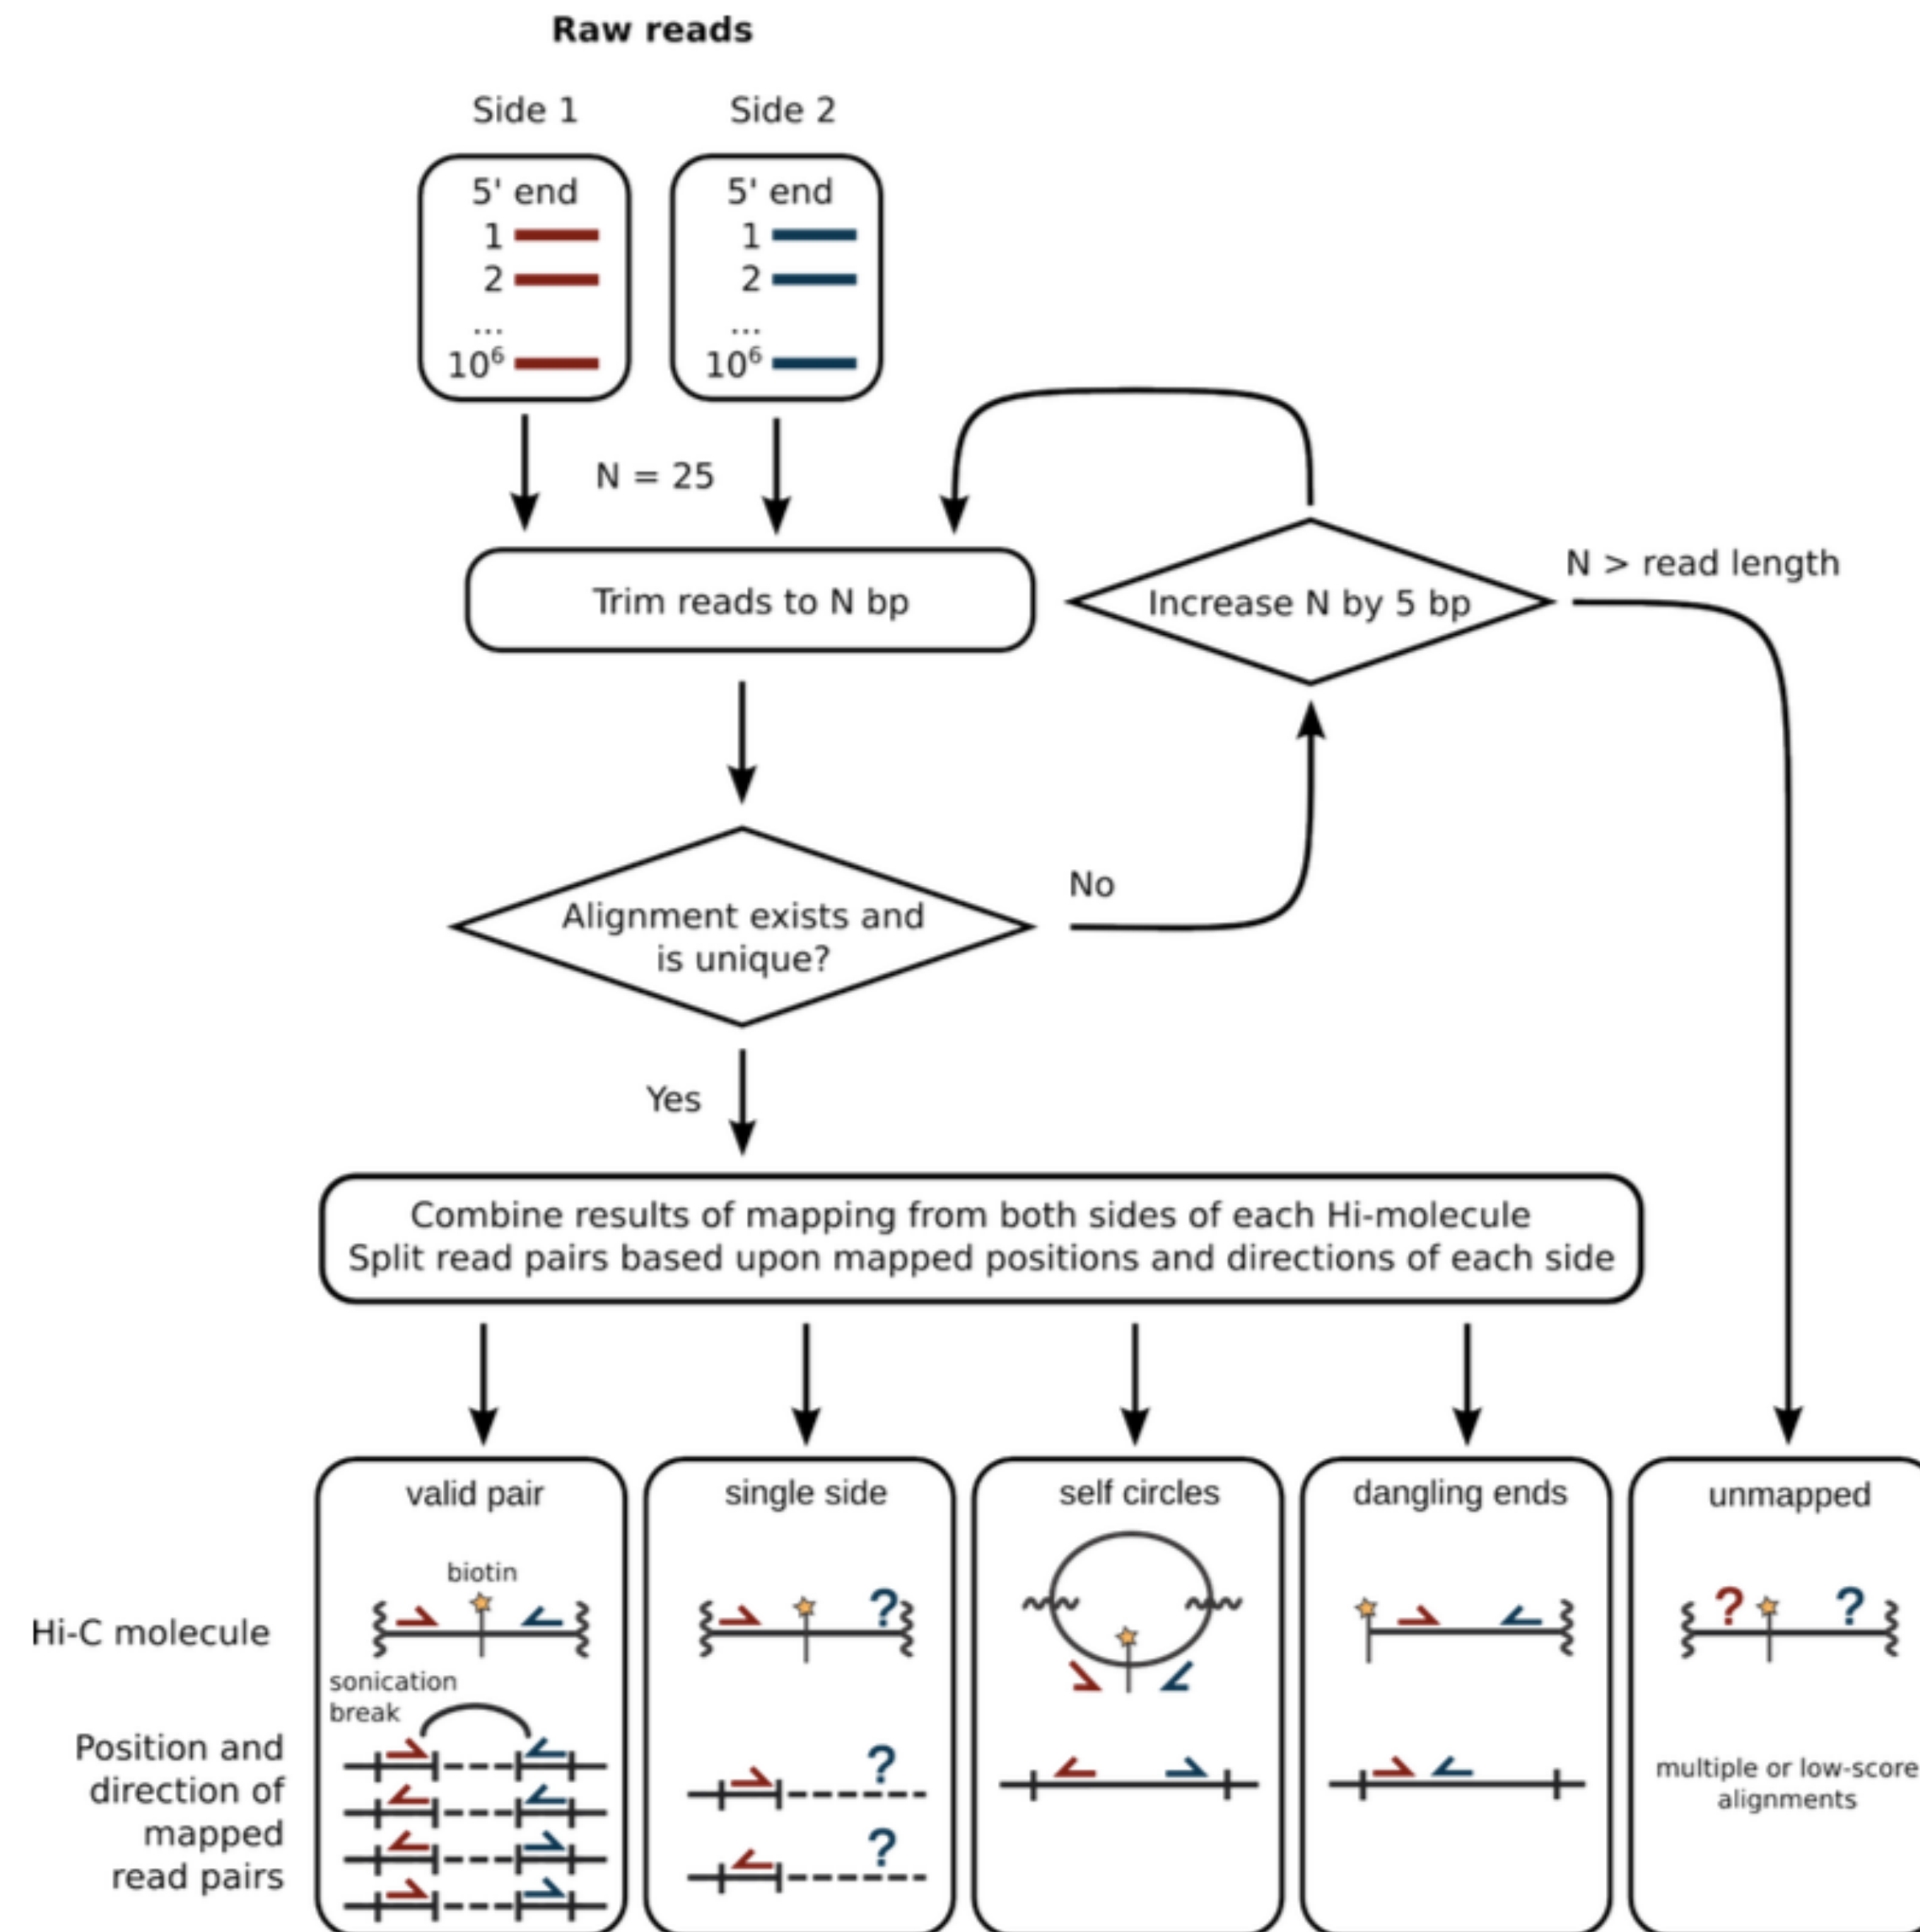 Raw reads
Side 1
Side 2
5' end
1
2
...
10⁶
5' end
1
2
...
10⁶
N = 25
Trim reads to N bp
Increase N by 5 bp
N > read length
Alignment exists and
is unique?
No
Yes
Combine results of mapping from both sides of each Hi-molecule
Split read pairs based upon mapped positions and directions of each side
valid pair
single side
self circles
dangling ends
unmapped
Hi-C molecule
biotin
?
?
?
sonication
break
Position and
direction of
mapped
read pairs
?
?
multiple or low-score
alignments